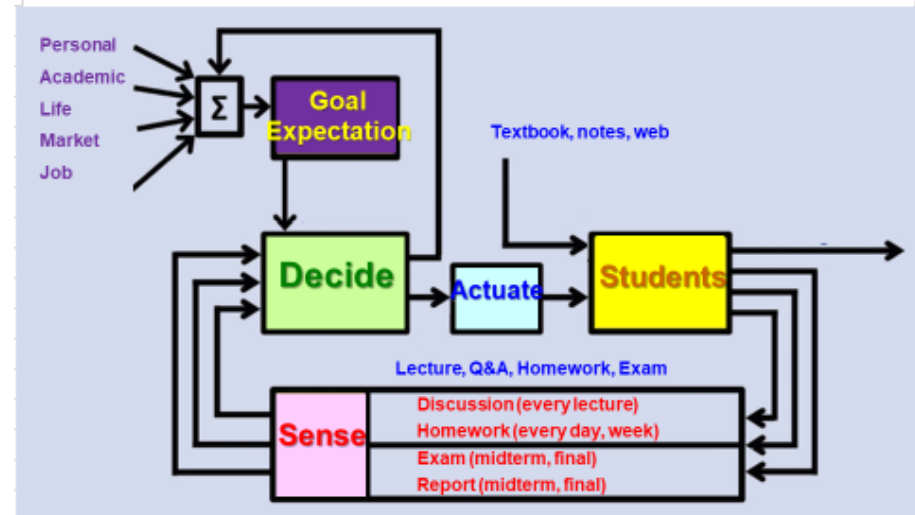 Personal
Academic
Life
Market
Job
Σ
Goal
Expectation
Textbook, notes, web
Decide
Actuate
Students
Lecture, Q&A, Homework, Exam
Sense
Discussion (every lecture)
Homework (every day, week)
Exam (midterm, final)
Report (midterm, final)